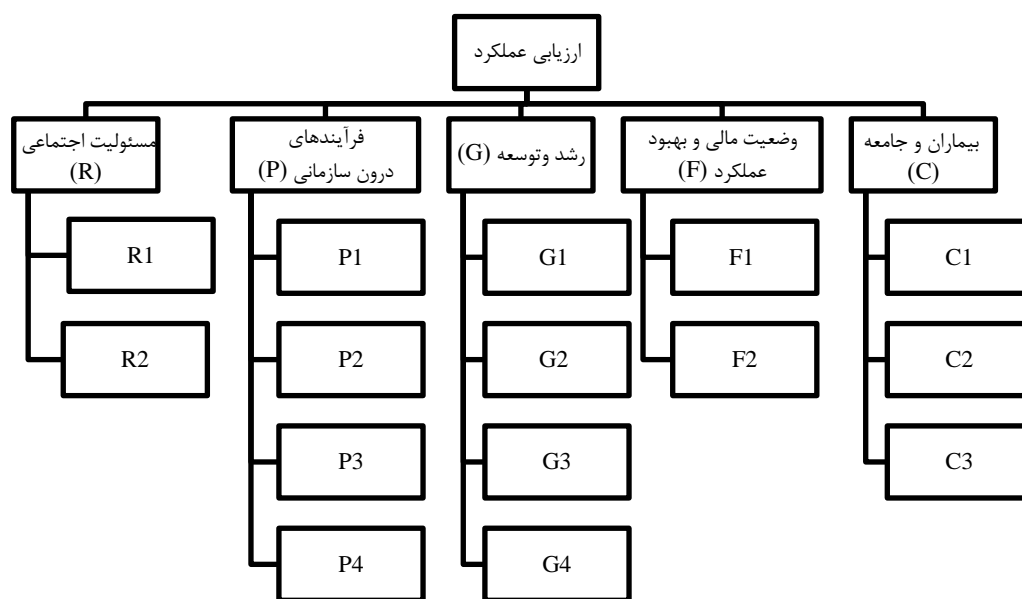 ارزیابی عملکرد
بیماران و جامعه
(C)
وضعیت مالی و بهبود
عملکرد (F)
رشد وتوسعه (G)
فرآیندهای
درون سازمانی (P)
مسئولیت اجتماعی
(R)
C1
F1
G1
P1
R1
C2
F2
G2
P2
R2
C3
G3
P3
G4
P4